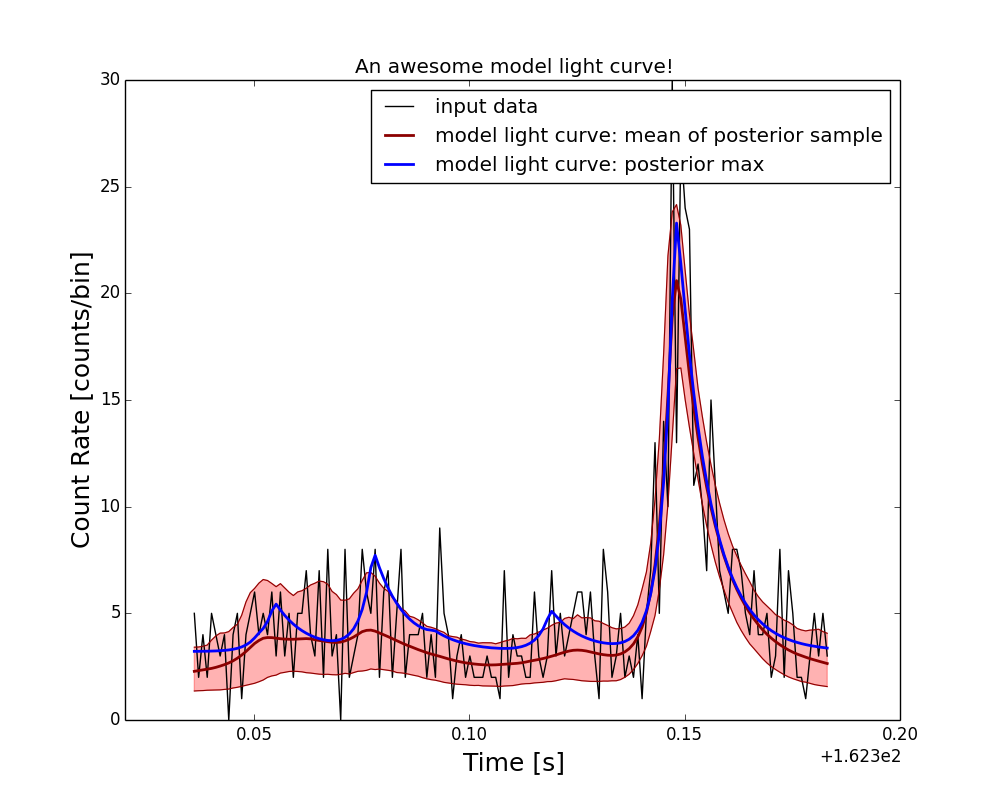 An awesome model light curve!
input data
model light curve: mean of posterior sample
model light curve: posterior max
Count Rate [counts/bin]
30
25
20
15
10
5
0
0.05 0.10 0.15 0.20
+1.623e2
Time [s]